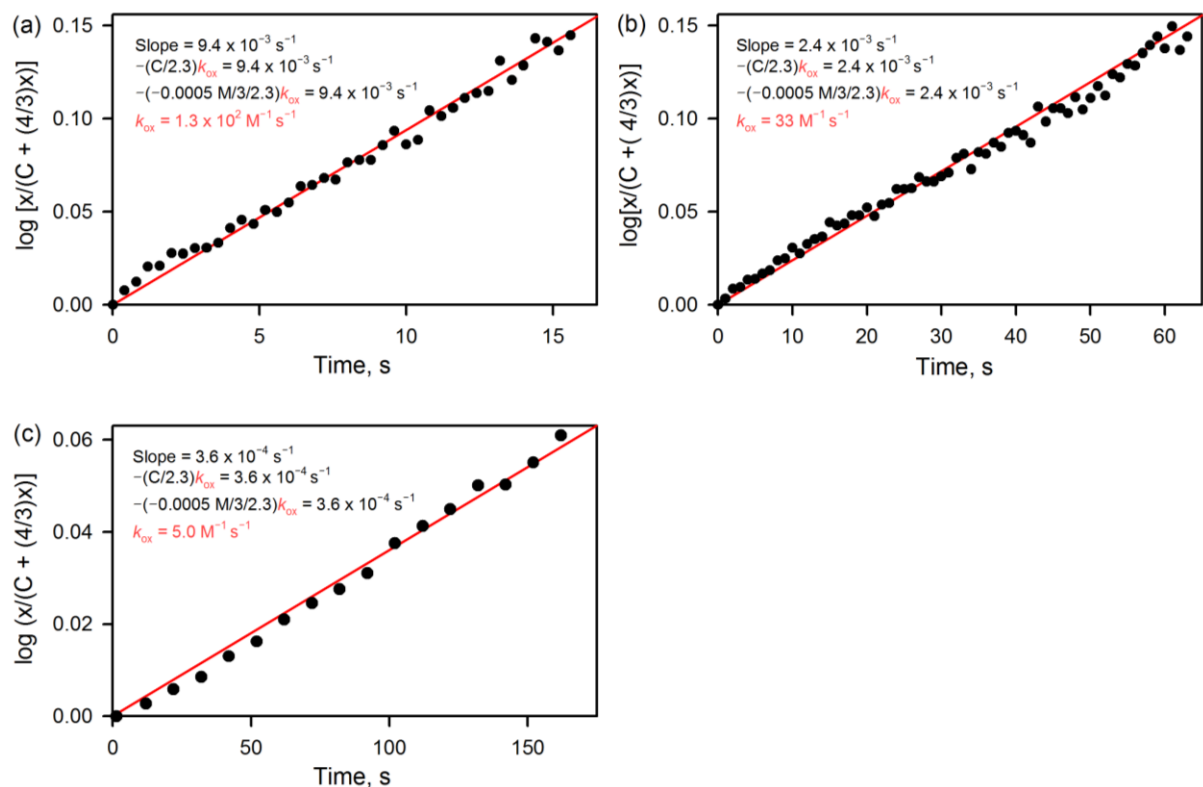 (a)
log [x/(C + (4/3)x)]
0.15
0.10
0.05
0.00
Slope = 9.4 x 10⁻³ s⁻¹
−(C/2.3)kₒₓ = 9.4 x 10⁻³ s⁻¹
−(−0.0005 M/3/2.3)kₒₓ = 9.4 x 10⁻³ s⁻¹
kₒₓ = 1.3 x 10² M⁻¹ s⁻¹
0 5 10 15
Time, s
(b)
log[x/(C +( 4/3)x)]
0.15
0.10
0.05
0.00
Slope = 2.4 x 10⁻³ s⁻¹
−(C/2.3)kₒₓ = 2.4 x 10⁻³ s⁻¹
−(−0.0005 M/3/2.3)kₒₓ = 2.4 x 10⁻³ s⁻¹
kₒₓ = 33 M⁻¹ s⁻¹
0 10 20 30 40 50 60
Time, s
(c)
log (x/(C + (4/3)x)]
0.06
0.04
0.02
0.00
Slope = 3.6 x 10⁻⁴ s⁻¹
−(C/2.3)kₒₓ = 3.6 x 10⁻⁴ s⁻¹
−(−0.0005 M/3/2.3)kₒₓ = 3.6 x 10⁻⁴ s⁻¹
kₒₓ = 5.0 M⁻¹ s⁻¹
0 50 100 150
Time, s